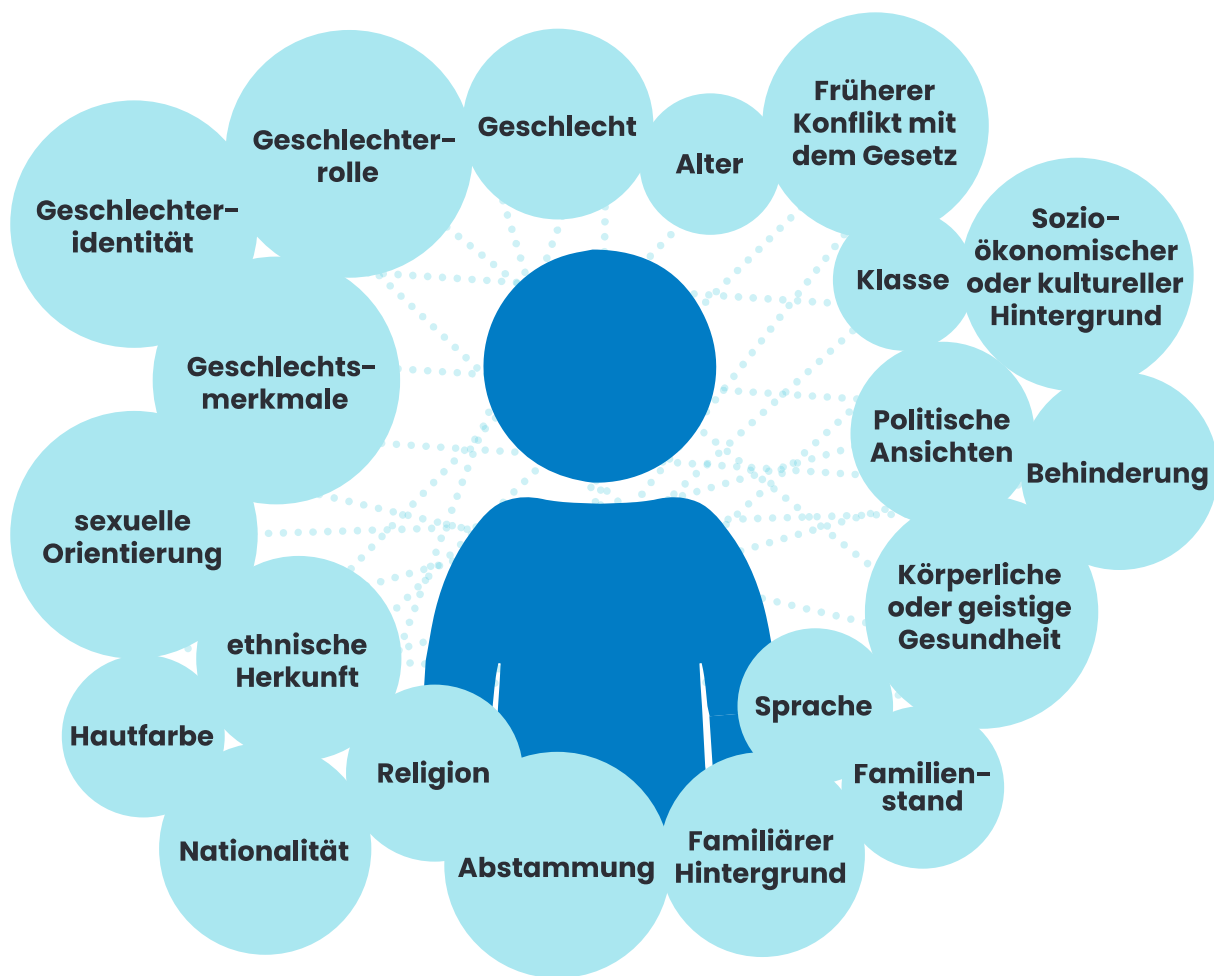 Früherer
Konflikt mit
dem Gesetz
Geschlecht
Geschlechter-
rolle
Alter
Geschlechter-
identität
Sozio-
ökonomischer
oder kultureller
Hintergrund
Klasse
Geschlechts-
merkmale
Politische
Ansichten
Behinderung
sexuelle
Orientierung
Körperliche
oder geistige
Gesundheit
ethnische
Herkunft
Sprache
Hautfarbe
Religion
Familien-
stand
Nationalität
Abstammung
Familiärer
Hintergrund